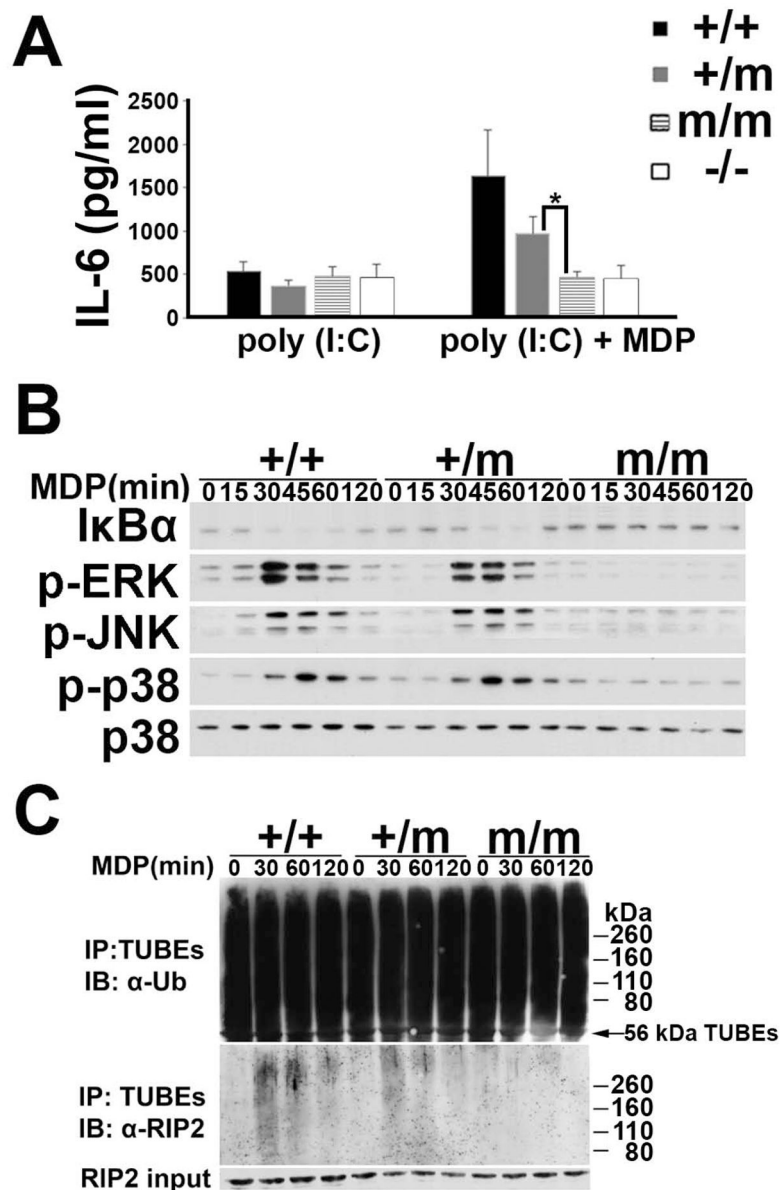 A
+/+
+/m
m/m
-/-
IL-6 (pg/ml)
2500
2000
1500
1000
500
0
*
poly (I:C)
poly (I:C) + MDP
B
+/+ +/m m/m
MDP(min) 0 15 30 45 60 120 0 15 30 45 60 120 0 15 30 45 60 120
IκBα
p-ERK
p-JNK
p-p38
p38
C
+/+ +/m m/m
MDP(min) 0 30 60 120 0 30 60 120 0 30 60 120
kDa
260
160
110
80
IP:TUBEs
IB: α-Ub
56 kDa TUBEs
IP: TUBEs
IB: α-RIP2
260
160
110
80
RIP2 input